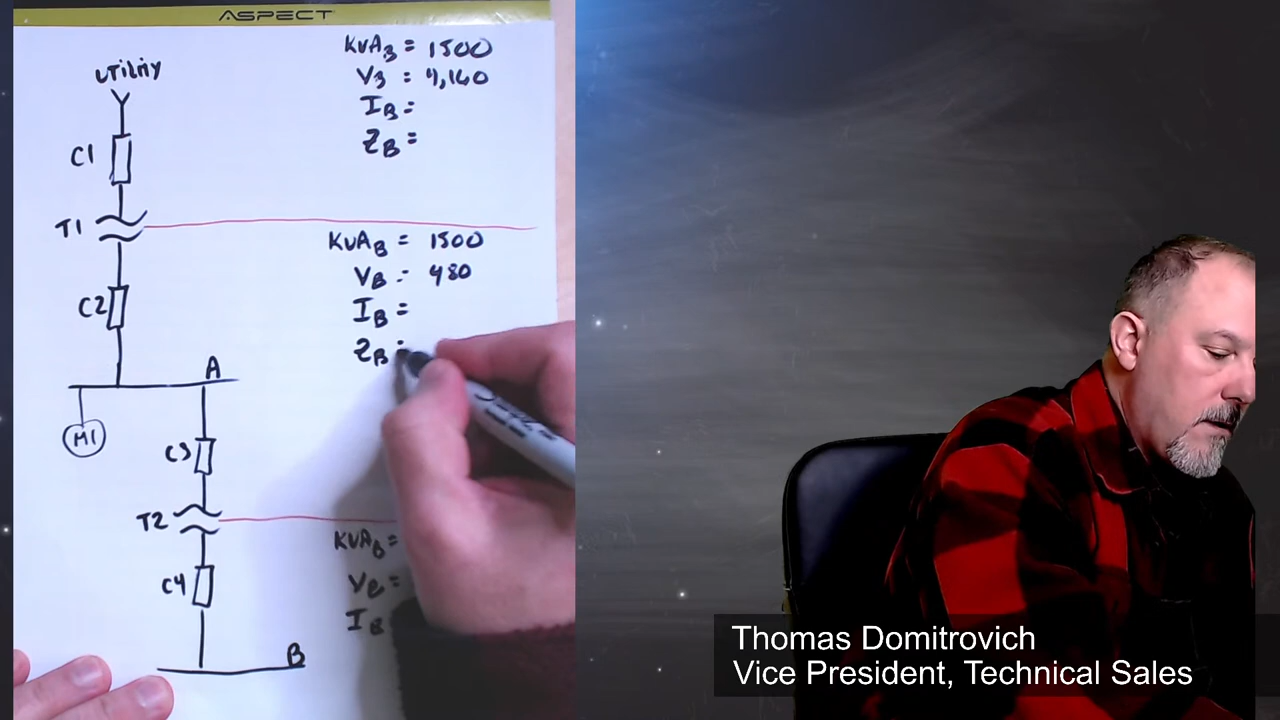 ASPECT
utility
C1
T1
C2
A
M1
C3
T2
C4
B
KVAB = 1500
VB = 4,160
IB =
ZB =
KVAB = 1500
VB = 480
IB =
ZB =
KVAB =
VB =
IB
Thomas Domitrovich
Vice President, Technical Sales